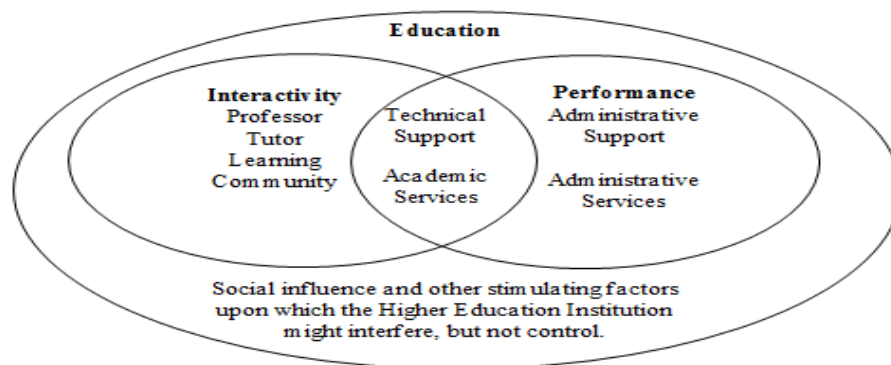 Education
Interactivity
Professor
Tutor
Learning
Community
Technical
Support
Academic
Services
Performance
Administrative
Support
Administrative
Services
Social influence and other stimulating factors
upon which the Higher Education Institution
might interfere, but not control.